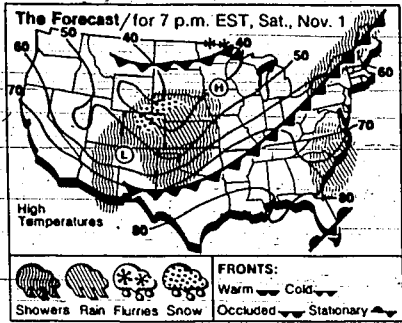 The Forecast/for 7 p.m. EST, Sat., Nov. 1
60
40
40
50
50
60
70
70
H
L
80
80
High
Temperatures
Showers Rain Flurries Snow
FRONTS:
Warm Cold
Occluded Stationary